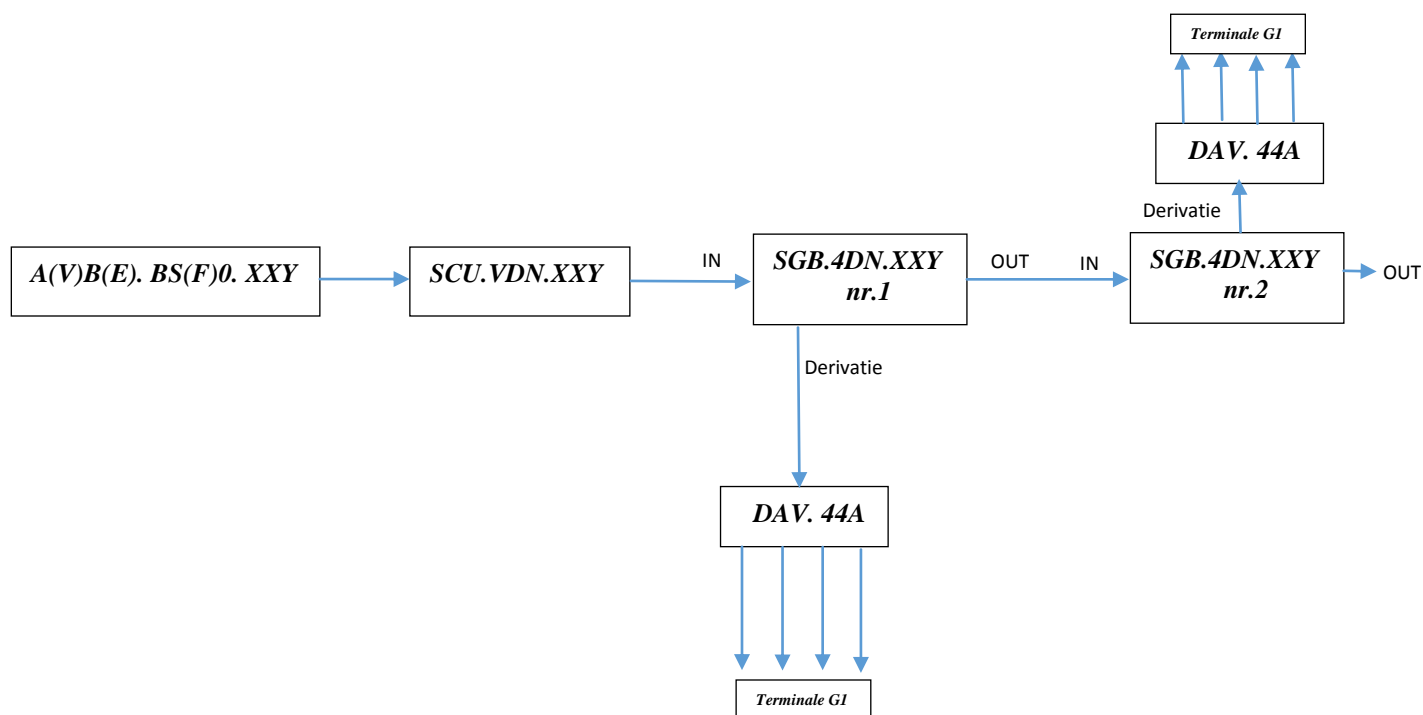 Terminale G1
DAV. 44A
Derivatie
A(V)B(E). BS(F)0. XXY
SCU.VDN.XXY
IN
SGB.4DN.XXY
nr.1
OUT
IN
SGB.4DN.XXY
nr.2
OUT
Derivatie
DAV. 44A
Terminale G1